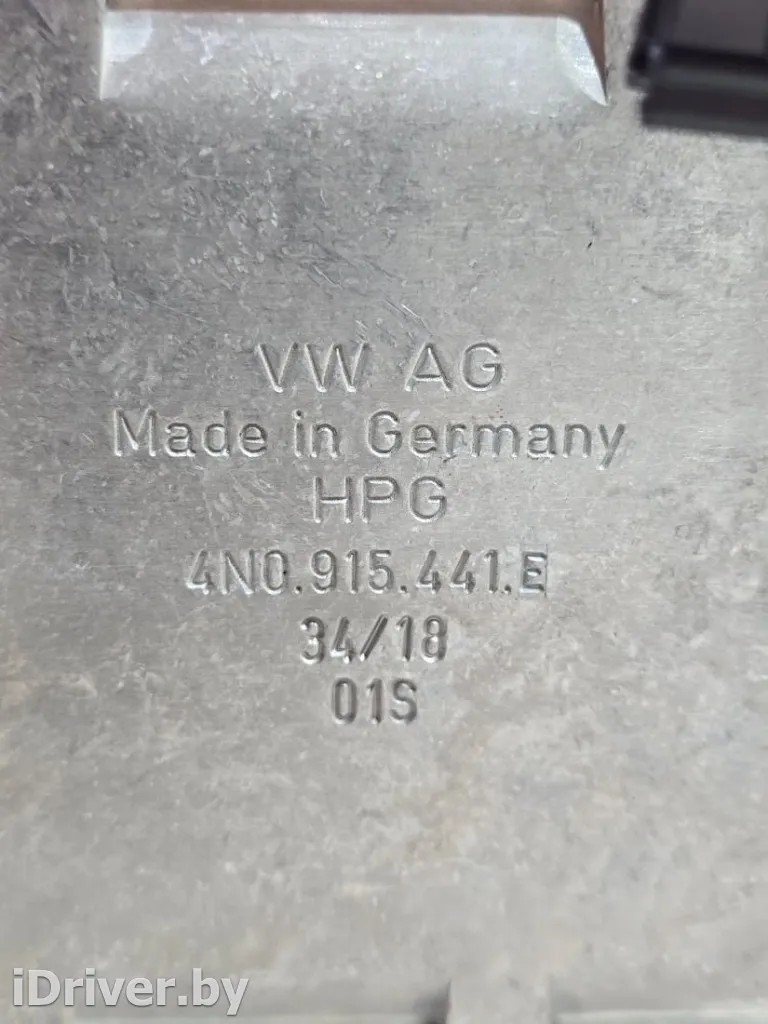 VW AG
Made in Germany
HPG
4N0.915.441.E
34/18
01S
iDriver.by